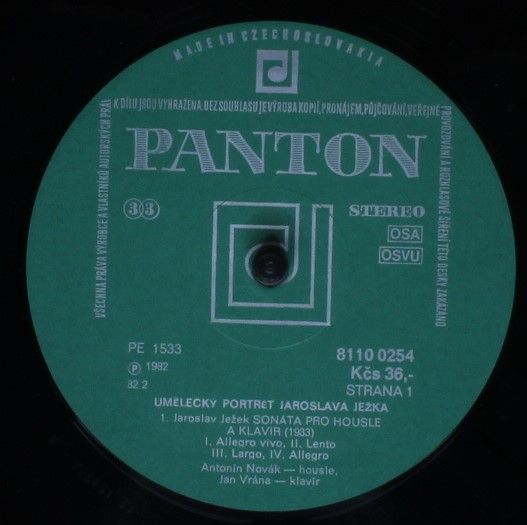 MADE IN CZECHOSLOVAKIA
VŠECHNA PRÁVA VÝROBCE A VLASTNÍKŮ AUTORSKÝCH PRÁV
K DÍLU JSOU VYHRAZENA. BEZ SOUHLASU JE VÝROBA KOPIÍ, PRONÁJEM, PŮJČOVÁNÍ, VEŘEJNÉ
PROVOZOVÁNÍ A ROZHLASOVÉ ŠÍŘENÍ TÉTO DESKY ZAKÁZÁNO
PANTON
33
STEREO
OSA
OSVU
PE 1533
8110 0254
Ⓟ 1982
Kčs 36,-
82 2
STRANA 1
UMĚLECKÝ PORTRÉT JAROSLAVA JEŽKA
1. Jaroslav Ježek SONÁTA PRO HOUSLE
A KLAVÍR (1933)
I. Allegro vivo, II. Lento
III. Largo, IV. Allegro
Antonín Novák — housle,
Jan Vrána — klavír